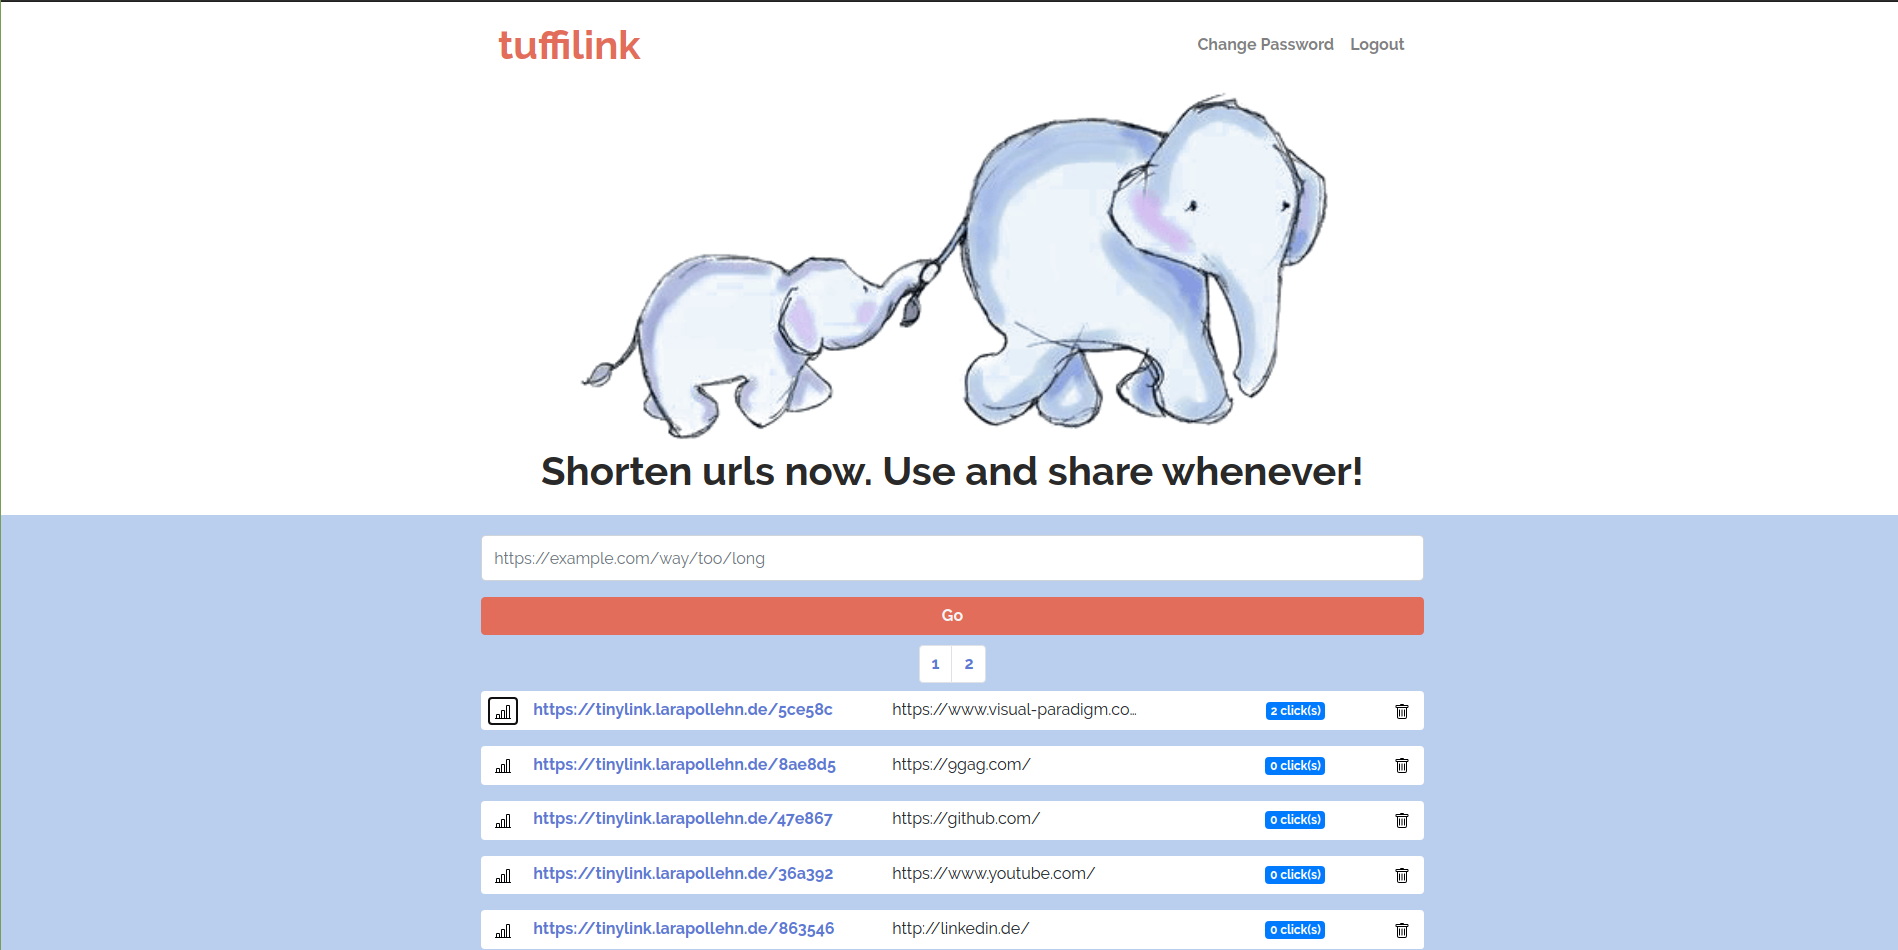 tuffilink
Change Password Logout
Shorten urls now. Use and share whenever!
https://example.com/way/too/long
Go
1 2
https://tinylink.larapollehn.de/5ce58c https://www.visual-paradigm.co... 2 click(s)
https://tinylink.larapollehn.de/8ae8d5 https://9gag.com/ 0 click(s)
https://tinylink.larapollehn.de/47e867 https://github.com/ 0 click(s)
https://tinylink.larapollehn.de/36a392 https://www.youtube.com/ 0 click(s)
https://tinylink.larapollehn.de/863546 http://linkedin.de/ 0 click(s)